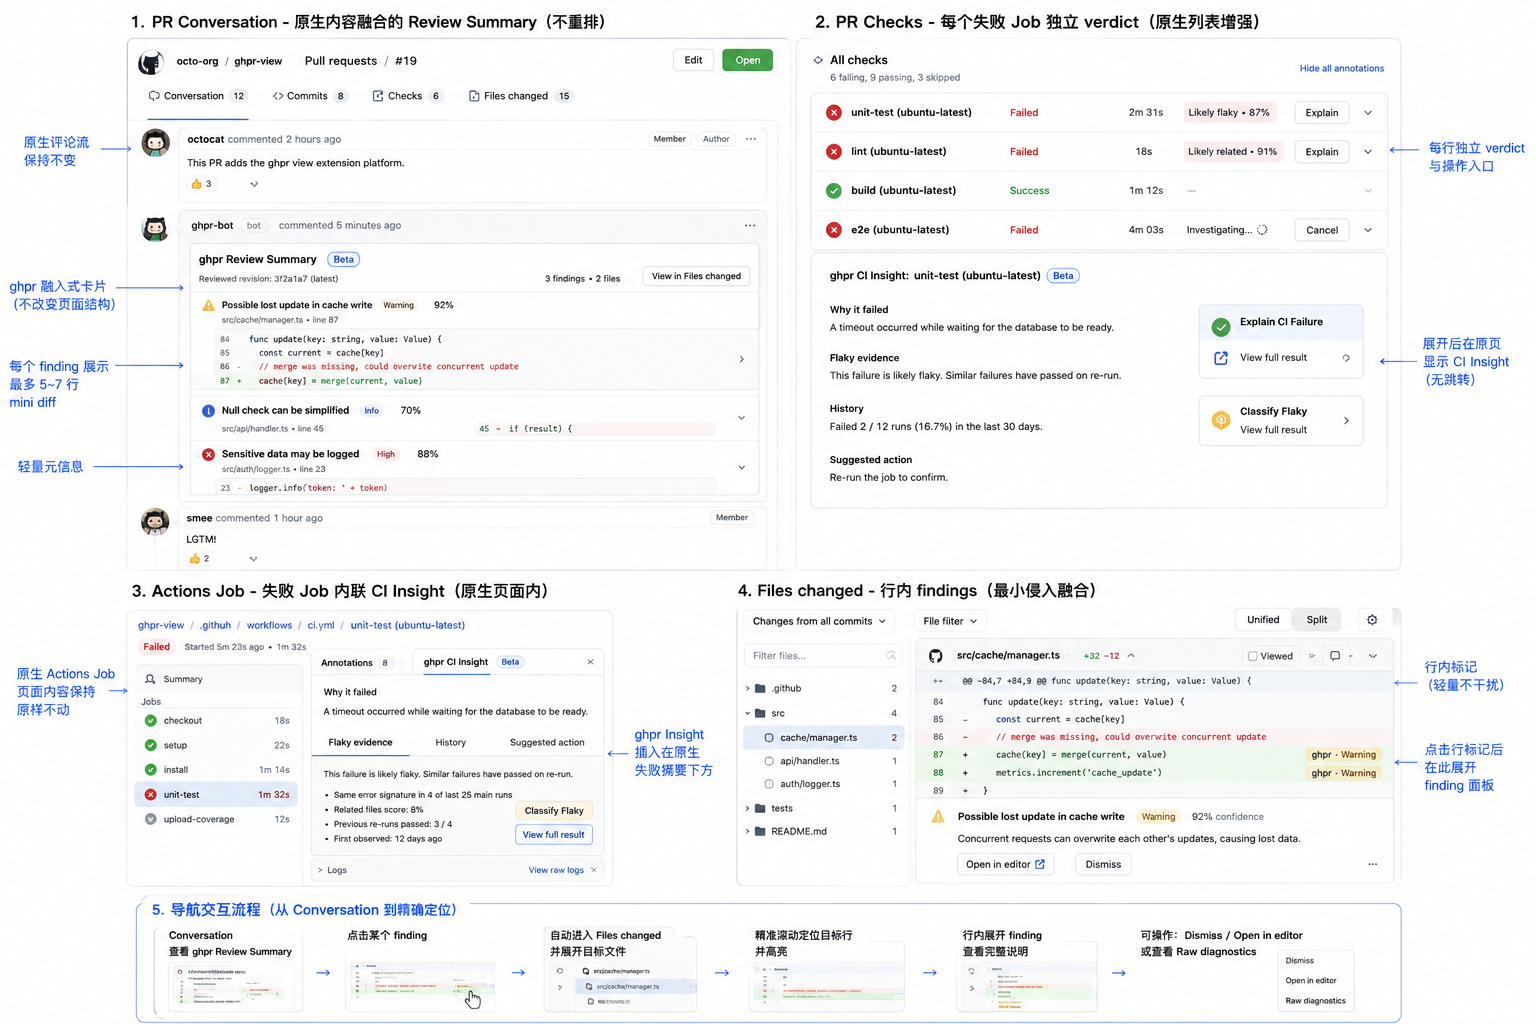 1. PR Conversation - 原生内容融合的 Review Summary（不重排）
octo-org / ghpr-view Pull requests / #19
Edit
Open
Conversation 12
Commits 8
Checks 6
Files changed 15
原生评论流
保持不变
octocat commented 2 hours ago
Member
Author
This PR adds the ghpr view extension platform.
👍 3
ghpr-bot bot commented 5 minutes ago
ghpr Review Summary Beta
Reviewed revision: 3f2a1a7 (latest)
3 findings • 2 files
View in Files changed
ghpr 融入式卡片
（不改变页面结构）
Possible lost update in cache write Warning 92%
src/cache/manager.ts • line 87
84 func update(key: string, value: Value) {
85 const current = cache[key]
86 - // merge was missing, could overvite concurrent update
87 + cache[key] = merge(current, value)
每个 finding 展示
最多 5~7 行
mini diff
Null check can be simplified Info 70%
src/api/handler.ts • line 45
45 - if (result) {
Sensitive data may be logged High 88%
src/auth/logger.ts • line 23
23 - logger.info('token: ' + token)
轻量元信息
smee commented 1 hour ago
Member
LGTM!
👍 2
2. PR Checks - 每个失败 Job 独立 verdict（原生列表增强）
All checks
6 falling, 9 passing, 3 skipped
Hide all annotations
unit-test (ubuntu-latest) Failed 2m 31s Likely flaky • 87% Explain
lint (ubuntu-latest) Failed 18s Likely related • 91% Explain
build (ubuntu-latest) Success 1m 12s —
e2e (ubuntu-latest) Failed 4m 03s Investigating... Cancel
每行独立 verdict
与操作入口
ghpr CI Insight: unit-test (ubuntu-latest) Beta
Why it failed
A timeout occurred while waiting for the database to be ready.
Flaky evidence
This failure is likely flaky. Similar failures have passed on re-run.
History
Failed 2 / 12 runs (16.7%) in the last 30 days.
Suggested action
Re-run the job to confirm.
Explain CI Failure
View full result
Classify Flaky
View full result
展开后在原页
显示 CI Insight
（无跳转）
3. Actions Job - 失败 Job 内联 CI Insight（原生页面内）
ghpr-view / .githuh / workflows / ci.yml / unit-test (ubuntu-latest)
Failed Started 5m 23s ago • 1m 32s
Summary
Jobs
checkout 18s
setup 22s
install 1m 14s
unit-test 1m 32s
upload-coverage 12s
原生 Actions Job
页面内容保持
原样不动
Annotations 8
ghpr CI Insight Beta ×
Why it failed
A timeout occurred while waiting for the database to be ready.
Flaky evidence
History
Suggested action
This failure is likely flaky. Similar failures have passed on re-run.
• Same error signature in 4 of last 25 main runs
• Related files score: 8%
• Previous re-runs passed: 3 / 4
• First observed: 12 days ago
Classify Flaky
View full result
> Logs
View raw logs ×
ghpr Insight
插入在原生
失败摘要下方
4. Files changed - 行内 findings（最小侵入融合）
Changes from all commits
File fiiter
Unified
Split
Filter files...
.github 2
src 4
cache/manager.ts 2
api/handler.ts 1
auth/logger.ts 1
tests 1
README.md 1
src/cache/manager.ts +32 −12
Viewed
@@ -84,7 +84,9 @@ func update(key: string, value: Value) {
84 func update(key: string, value: Value) {
85 - const current = cache[key]
86 - // merge was missing, could overwite concurrent update
87 + cache(key] = merge(current, value)
88 + metrics.increment('cache_update')
89 + }
ghpr · Warning
ghpr · Warning
Possible lost update in cache write Warning 92% confidence
Concurrent requests can overwrite each other's updates, causing lost data.
Open in editor
Dismiss
...
行内标记
（轻量不干扰）
点击行标记后
在此展开
finding 面板
5. 导航交互流程（从 Conversation 到精确定位）
Conversation
查看 ghpr Review Summary
点击某个 finding
自动进入 Files changed
并展开目标文件
src/cache/manager.ts
精准滚动定位目标行
并高亮
行内展开 finding
查看完整说明
可操作：Dismiss / Open in editor
或查看 Raw diagnostics
Dismiss
Open in editor
Raw diagnostics